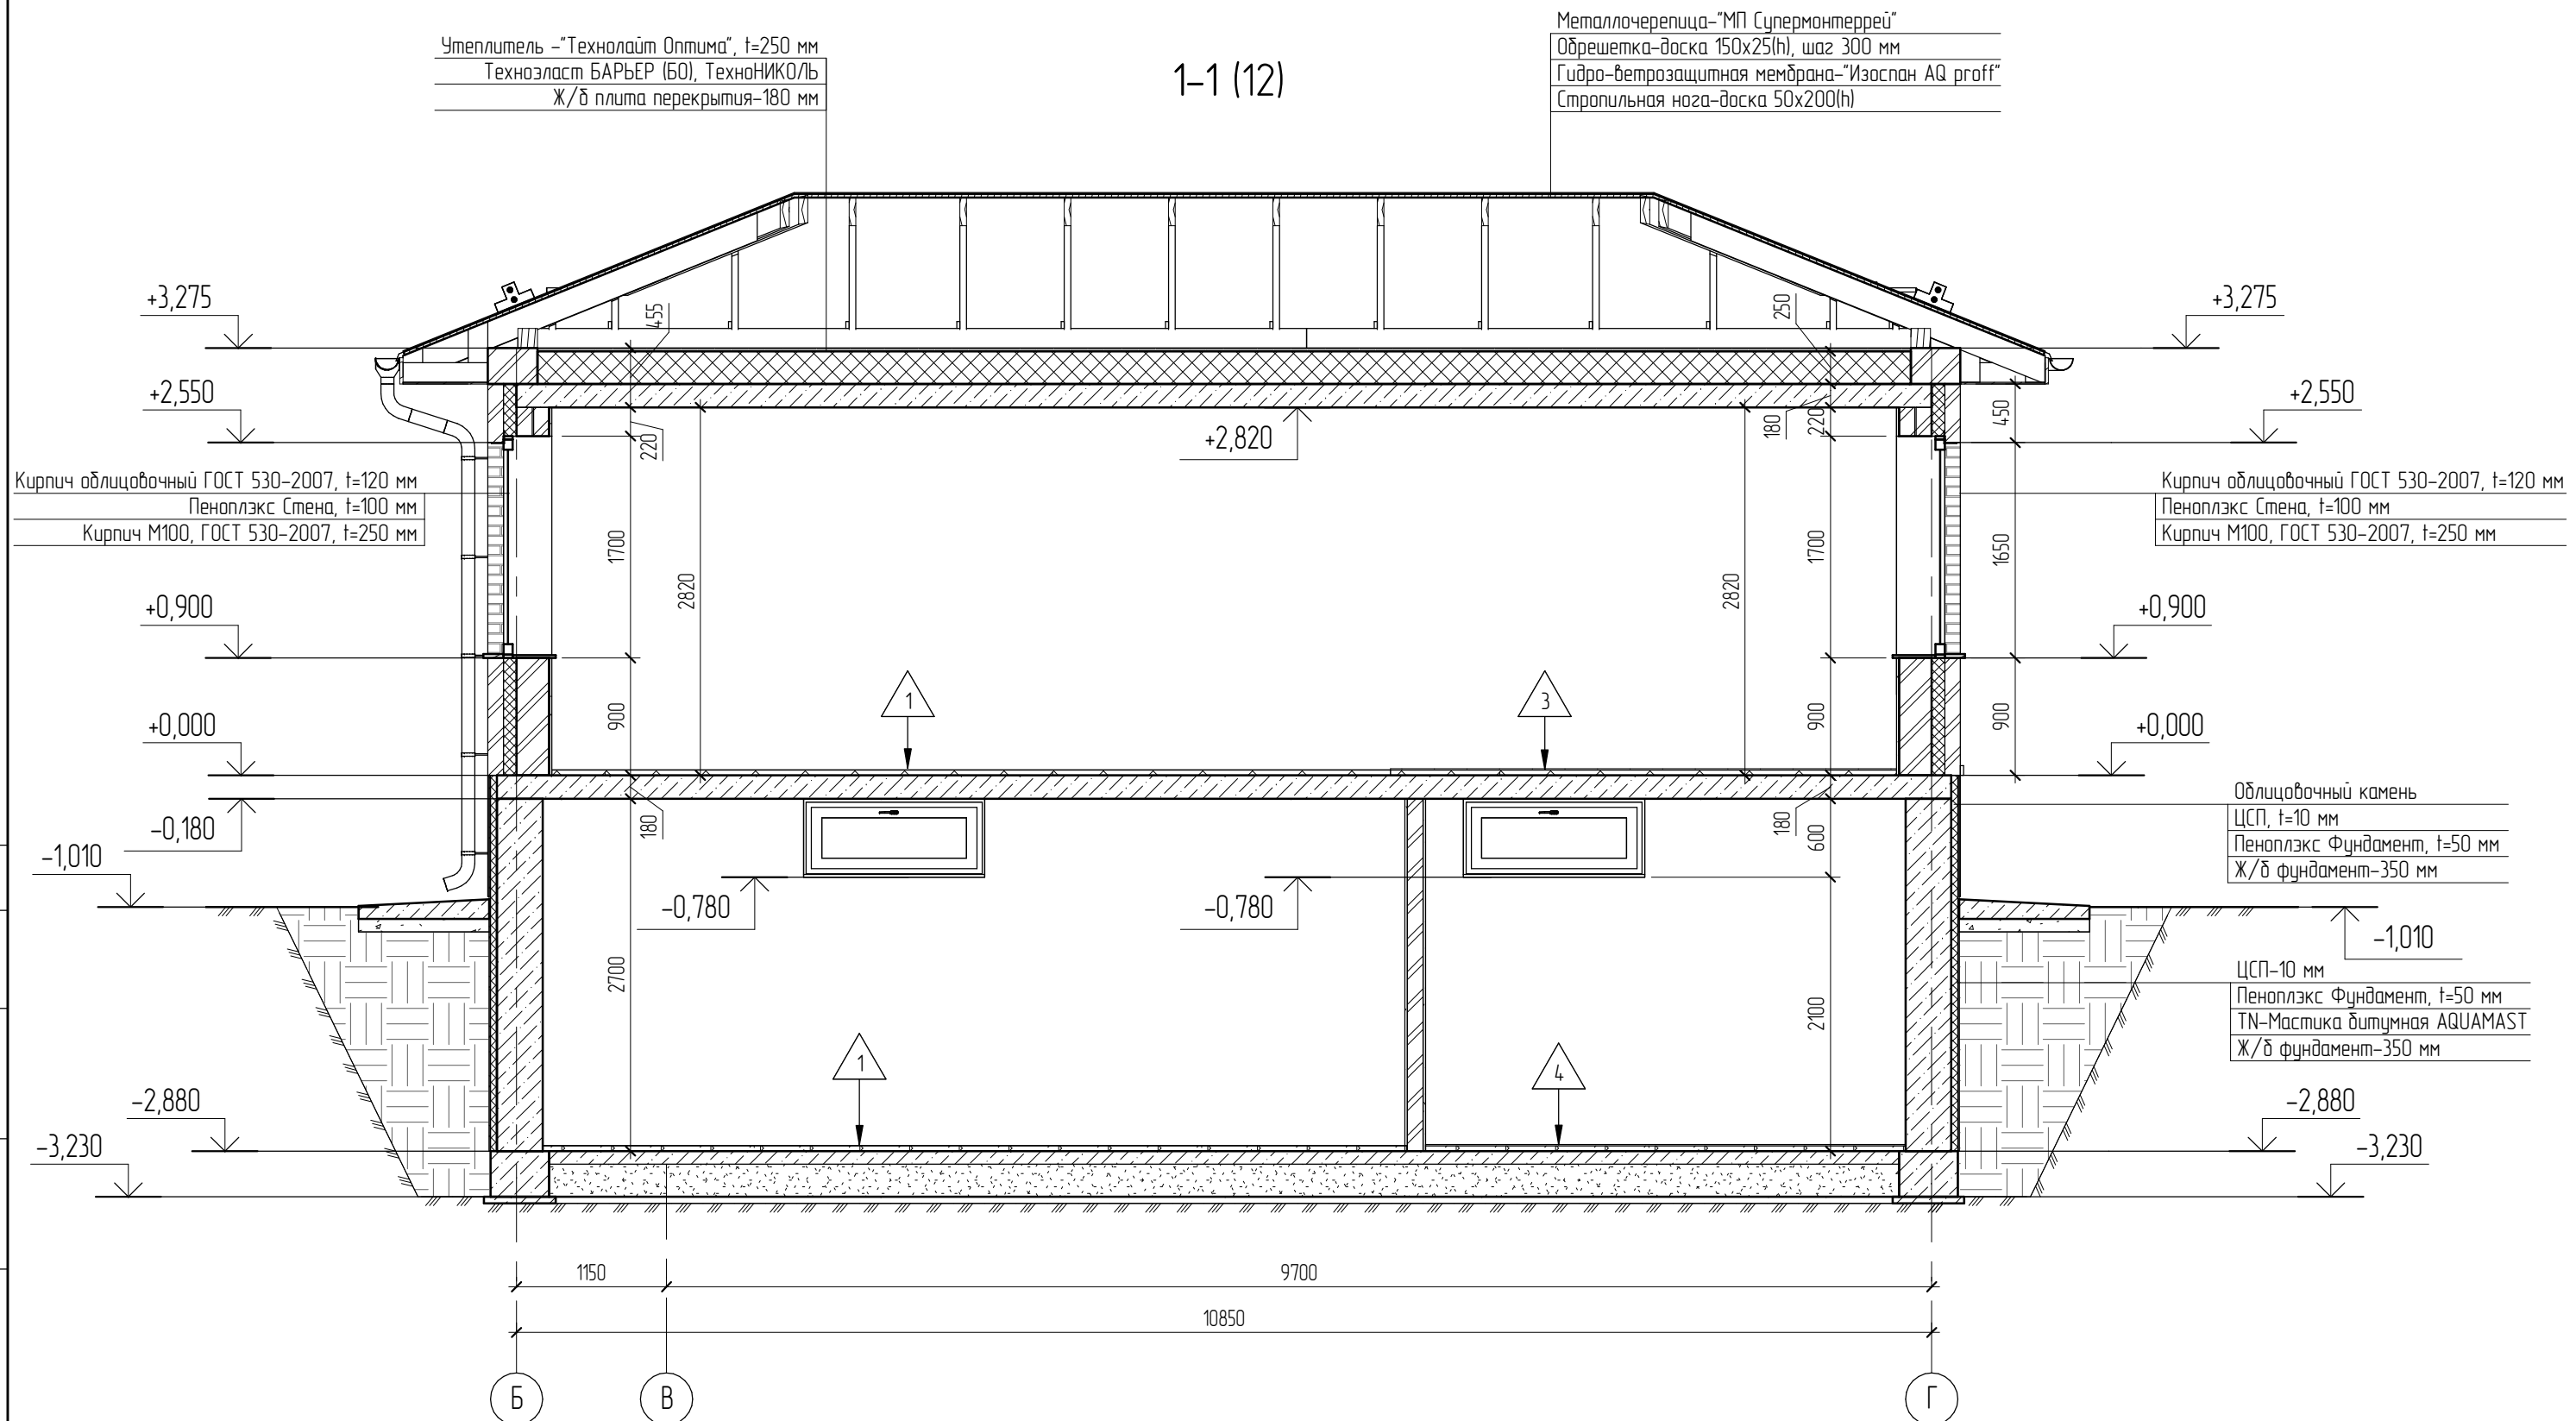 1-1 (12)
Утеплитель -"Технолайт Оптима", t=250 мм
Техноэласт БАРЬЕР (БО), ТехноНИКОЛЬ
Ж/б плита перекрытия-180 мм
Металлочерепица-"МП Супермонтеррей"
Обрешетка-доска 150х25(h), шаг 300 мм
Гидро-ветрозащитная мембрана-"Изоспан AQ proff"
Стропильная нога-доска 50х200(h)
+3,275
+2,550
Кирпич облицовочный ГОСТ 530-2007, t=120 мм
Пеноплэкс Стена, t=100 мм
Кирпич М100, ГОСТ 530-2007, t=250 мм
+0,900
+0,000
-0,180
-1,010
-2,880
-3,230
455
220
1700
2820
900
180
2700
+2,820
1
3
-0,780
-0,780
1
4
250
180
220
1700
2820
900
180
600
2100
450
1650
900
+3,275
+2,550
Кирпич облицовочный ГОСТ 530-2007, t=120 мм
Пеноплэкс Стена, t=100 мм
Кирпич М100, ГОСТ 530-2007, t=250 мм
+0,900
+0,000
Облицовочный камень
ЦСП, t=10 мм
Пеноплэкс Фундамент, t=50 мм
Ж/б фундамент-350 мм
-1,010
ЦСП-10 мм
Пеноплэкс Фундамент, t=50 мм
TN-Мастика битумная AQUAMAST
Ж/б фундамент-350 мм
-2,880
-3,230
1150
9700
10850
Б
В
Г